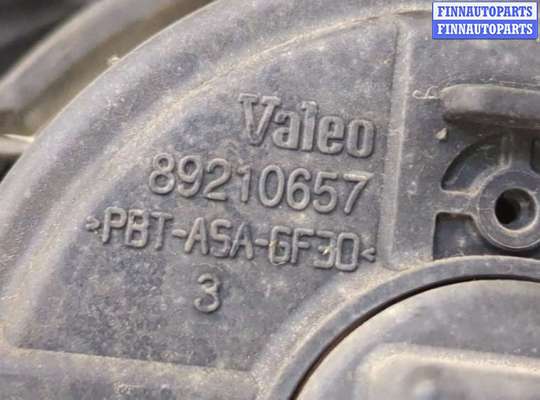 FINNAUTOPARTS
FINNAUTOPARTS
Valeo
89210657
>PBT-ASA-GF30<
3